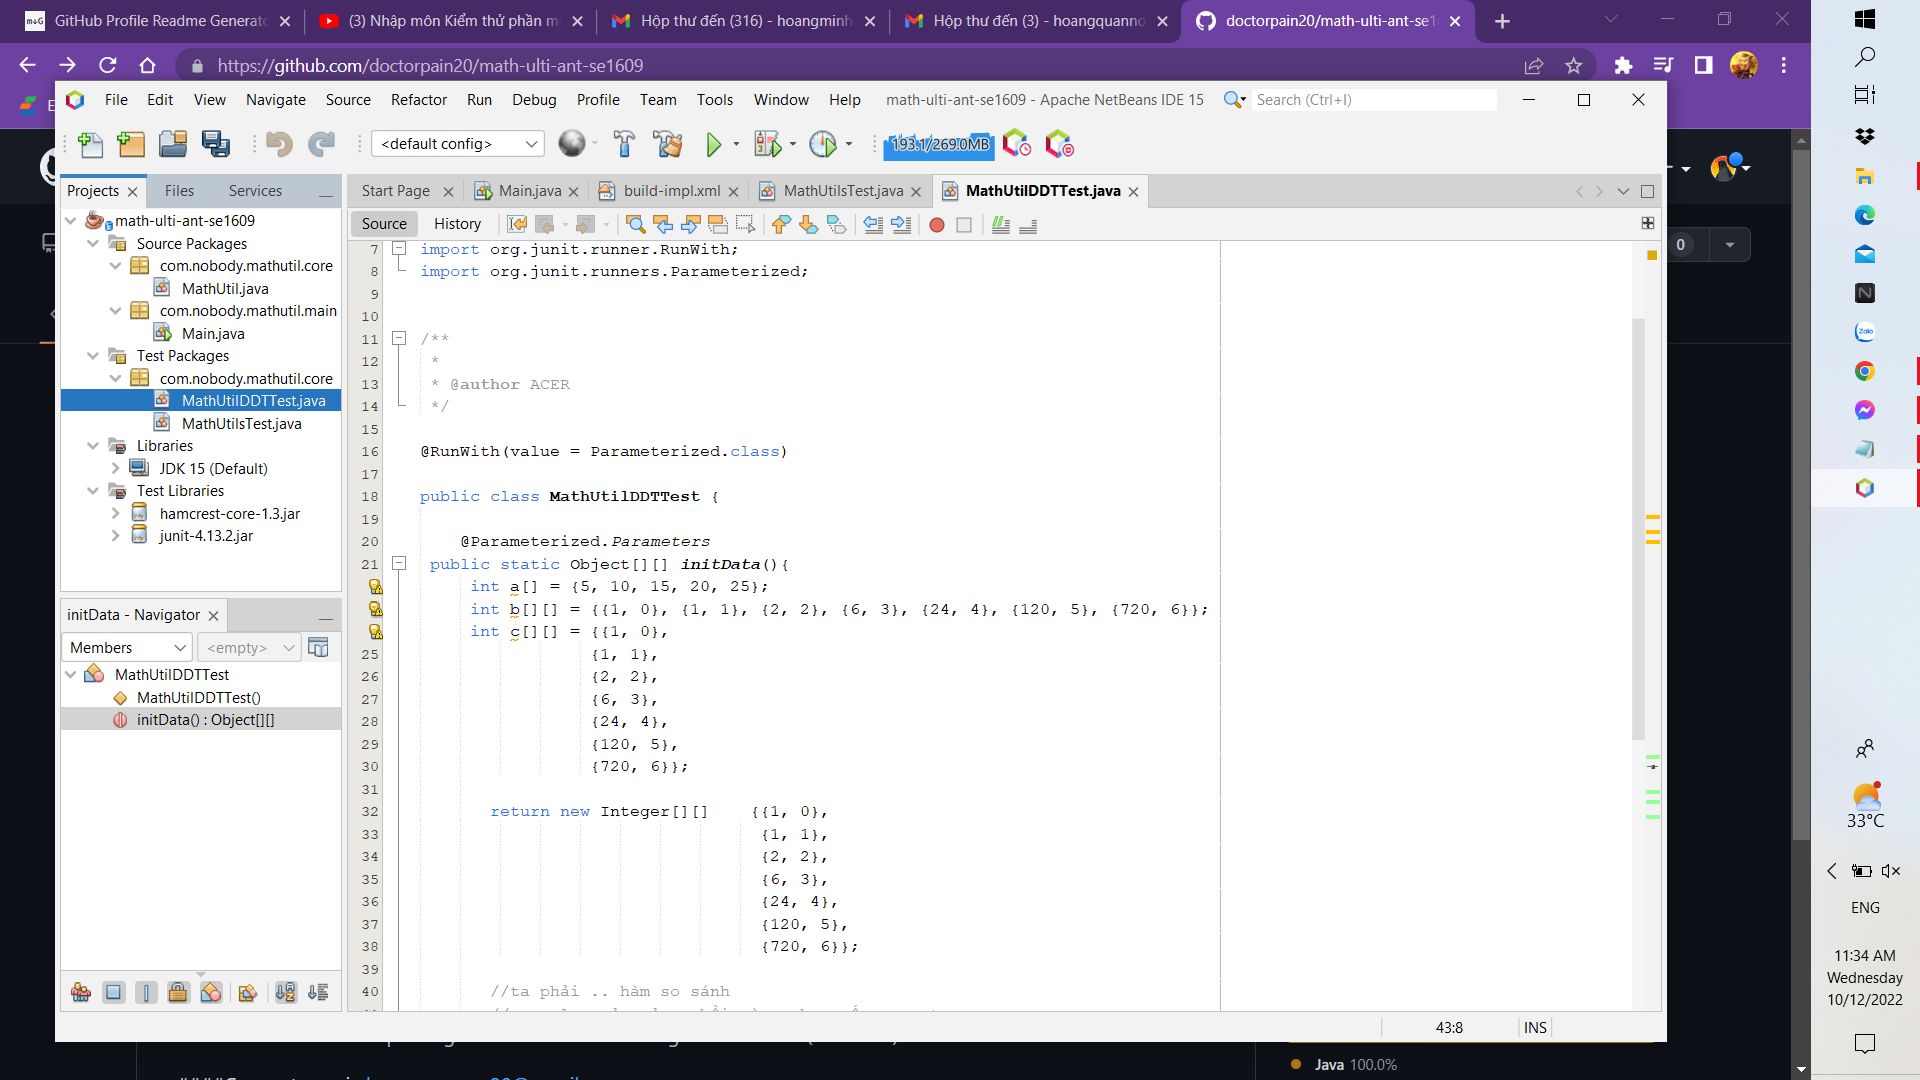 GitHub Profile Readme Generato
(3) Nhập môn Kiểm thử phần m
Hộp thư đến (316) - hoangminh
Hộp thư đến (3) - hoangquanno
doctorpain20/math-ulti-ant-se1
https://github.com/doctorpain20/math-ulti-ant-se1609
File Edit View Navigate Source Refactor Run Debug Profile Team Tools Window Help
math-ulti-ant-se1609 - Apache NetBeans IDE 15
Search (Ctrl+I)
<default config>
193.1/269.0MB
Projects
Files
Services
Start Page
Main.java
build-impl.xml
MathUtilsTest.java
MathUtilDDTTest.java
Source
History
math-ulti-ant-se1609
Source Packages
com.nobody.mathutil.core
MathUtil.java
com.nobody.mathutil.main
Main.java
Test Packages
com.nobody.mathutil.core
MathUtilDDTTest.java
MathUtilsTest.java
Libraries
JDK 15 (Default)
Test Libraries
hamcrest-core-1.3.jar
junit-4.13.2.jar
initData - Navigator
Members
<empty>
MathUtilDDTTest
MathUtilDDTTest()
initData() : Object[][]
7 import org.junit.runner.RunWith;
8 import org.junit.runners.Parameterized;
9
10
11 /**
12 *
13 * @author ACER
14 */
15
16 @RunWith(value = Parameterized.class)
17
18 public class MathUtilDDTTest {
19
20 @Parameterized.Parameters
21 public static Object[][] initData(){
int a[] = {5, 10, 15, 20, 25};
int b[][] = {{1, 0}, {1, 1}, {2, 2}, {6, 3}, {24, 4}, {120, 5}, {720, 6}};
int c[][] = {{1, 0},
25 {1, 1},
26 {2, 2},
27 {6, 3},
28 {24, 4},
29 {120, 5},
30 {720, 6}};
31
32 return new Integer[][] {{1, 0},
33 {1, 1},
34 {2, 2},
35 {6, 3},
36 {24, 4},
37 {120, 5},
38 {720, 6}};
39
40 //ta phải .. hàm so sánh
43:8
INS
0
Java 100.0%
Zalo
33°C
ENG
11:34 AM
Wednesday
10/12/2022